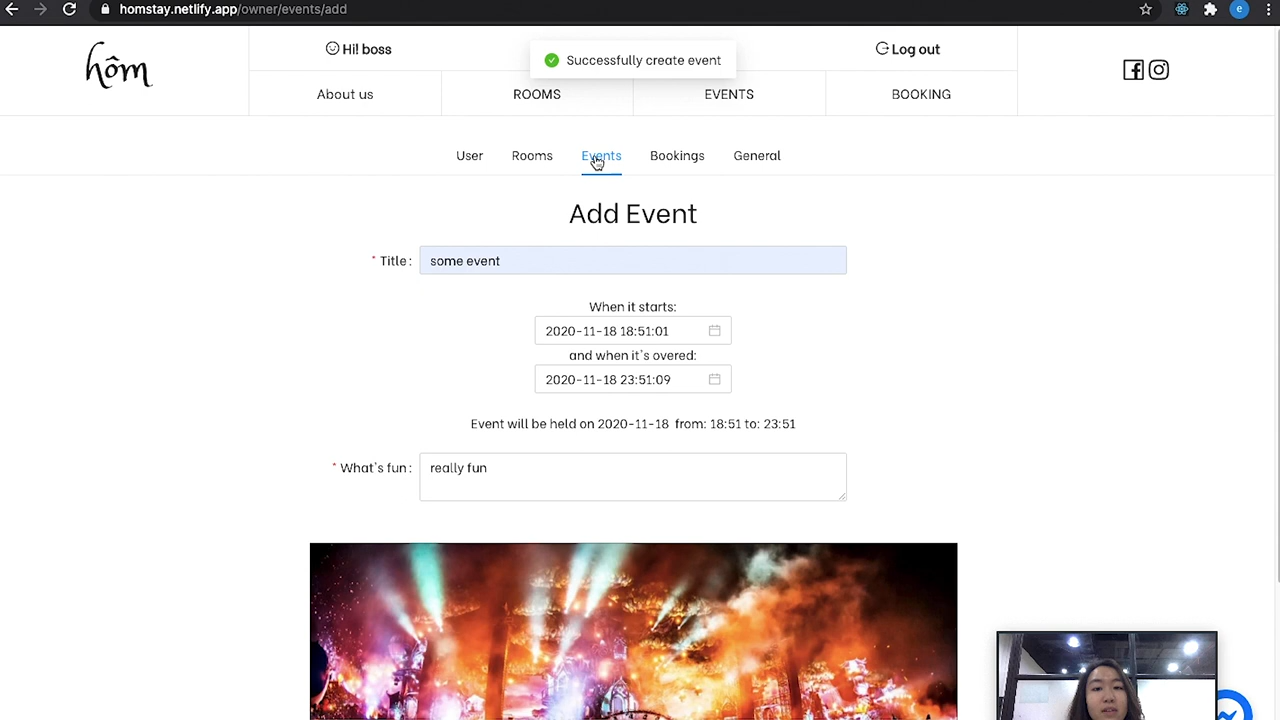 homstay.netlify.app/owner/events/add
e
hôm
Hi! boss
Successfully create event
Log out
About us
ROOMS
EVENTS
BOOKING
User
Rooms
Events
Bookings
General
Add Event
* Title :
some event
When it starts:
2020-11-18 18:51:01
and when it's overed:
2020-11-18 23:51:09
Event will be held on 2020-11-18 from: 18:51 to: 23:51
* What's fun :
really fun